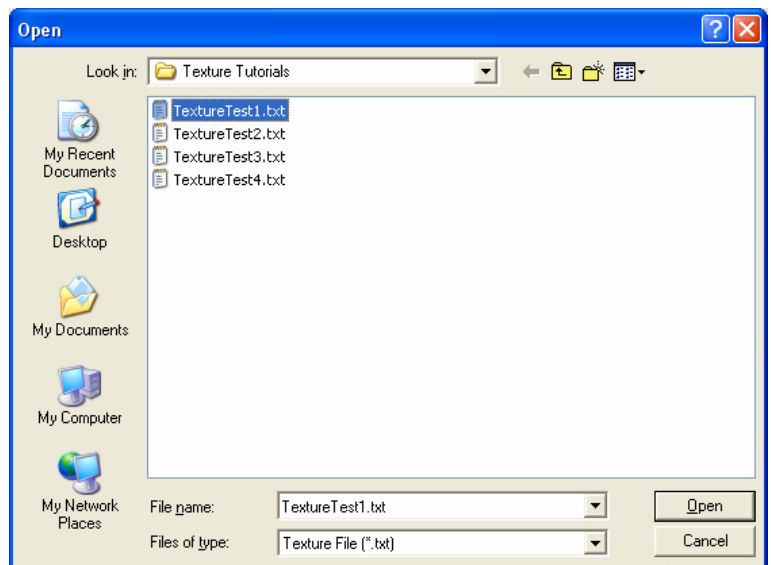 Open
Look in: Texture Tutorials
TextureTest1.txt
TextureTest2.txt
TextureTest3.txt
TextureTest4.txt
My Recent
Documents
Desktop
My Documents
My Computer
My Network
Places
File name: TextureTest1.txt Open
Files of type: Texture File (*.txt) Cancel